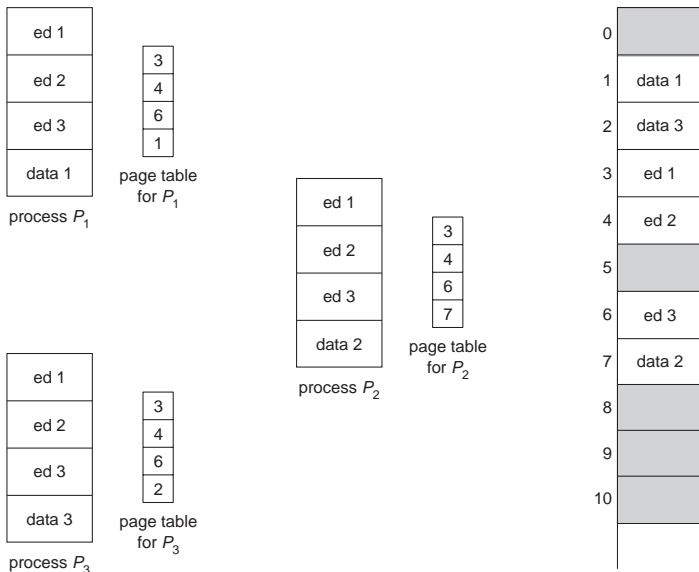 ed 1
ed 2
ed 3
data 1
process P1
3
4
6
1
page table
for P1
ed 1
ed 2
ed 3
data 2
process P2
3
4
6
7
page table
for P2
ed 1
ed 2
ed 3
data 3
process P3
3
4
6
2
page table
for P3
0
1 data 1
2 data 3
3 ed 1
4 ed 2
5
6 ed 3
7 data 2
8
9
10